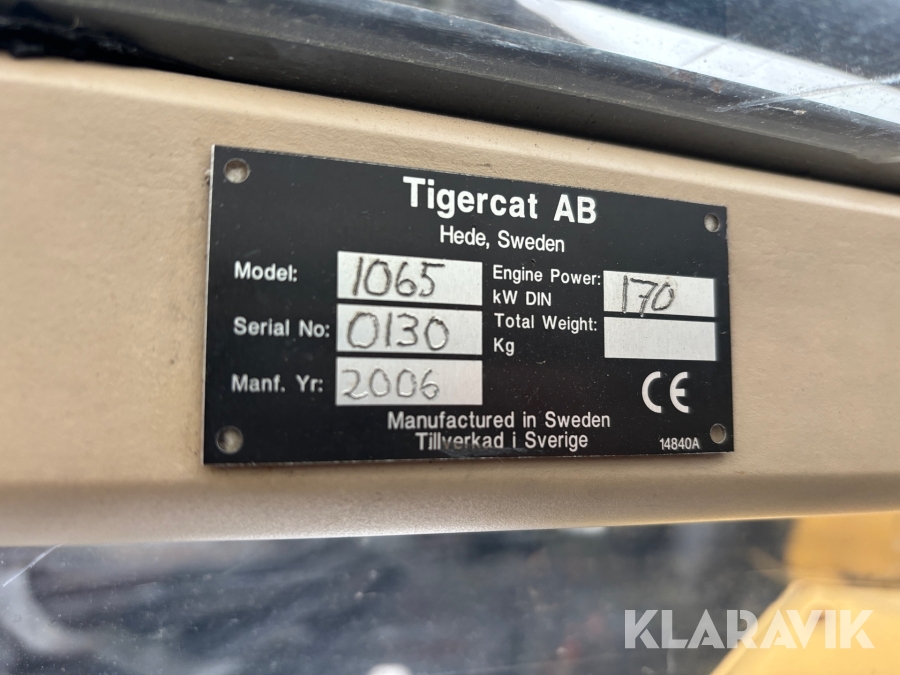 Tigercat AB
Hede, Sweden
Model: 1065
Engine Power: 170
kW DIN
Serial No: 0130
Total Weight:
Kg
Manf. Yr: 2006
Manufactured in Sweden
Tillverkad i Sverige
CE
14840A
KLARAVIK